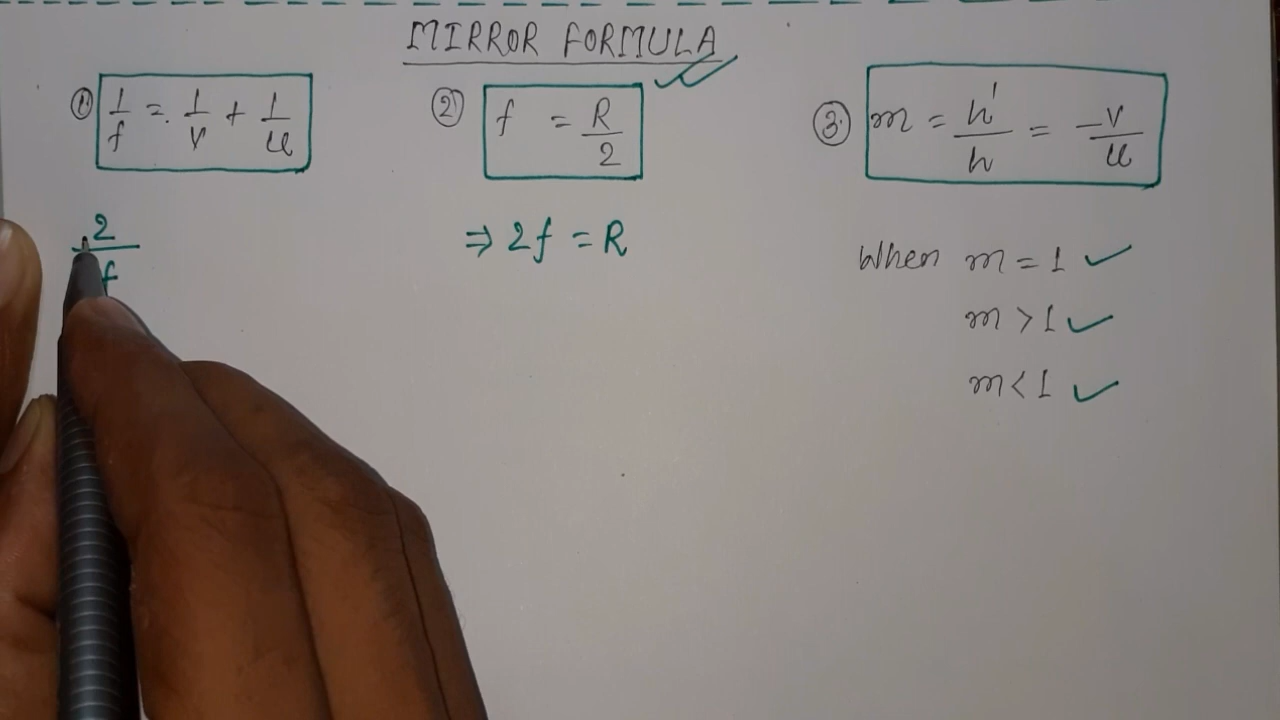 MIRROR FORMULA
① 1/f = 1/v + 1/u
② f = R/2
③ m = h'/h = -v/u
2/f
⇒ 2f = R
When m = 1 ✓
m > 1 ✓
m < 1 ✓